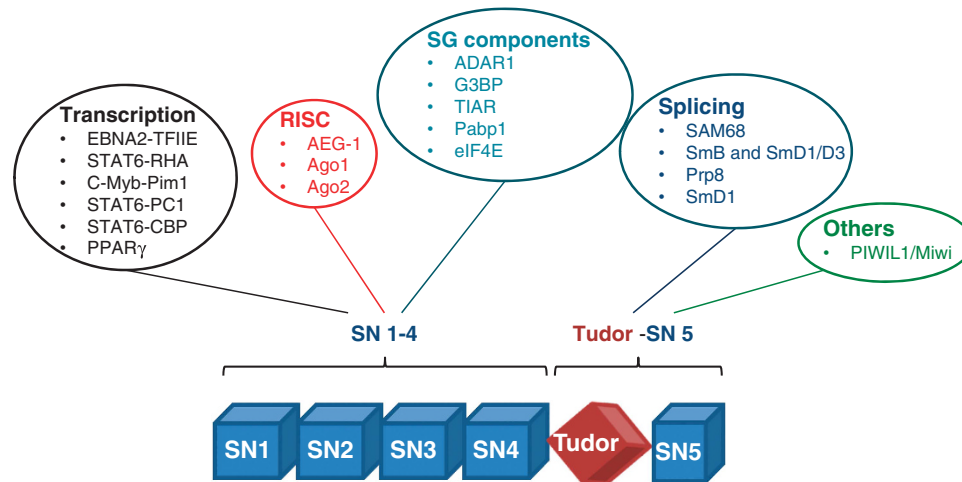 SG components
• ADAR1
• G3BP
• TIAR
• Pabp1
• eIF4E
Transcription
• EBNA2-TFIIE
• STAT6-RHA
• C-Myb-Pim1
• STAT6-PC1
• STAT6-CBP
• PPARγ
RISC
• AEG-1
• Ago1
• Ago2
Splicing
• SAM68
• SmB and SmD1/D3
• Prp8
• SmD1
Others
• PIWIL1/Miwi
SN 1-4
Tudor -SN 5
SN1 SN2 SN3 SN4 Tudor SN5